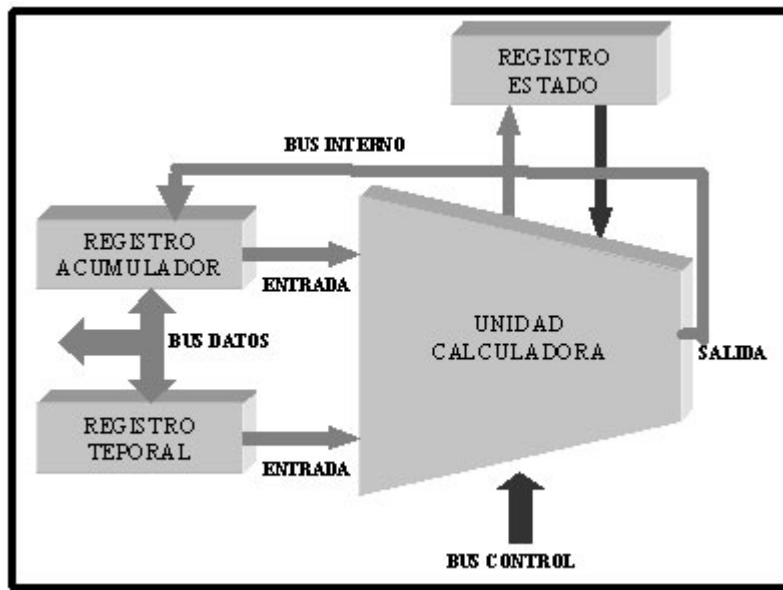 REGISTRO
ESTADO
BUS INTERNO
REGISTRO
ACUMULADOR
ENTRADA
BUS DATOS
UNIDAD
CALCULADORA
SALIDA
REGISTRO
TEPORAL
ENTRADA
BUS CONTROL